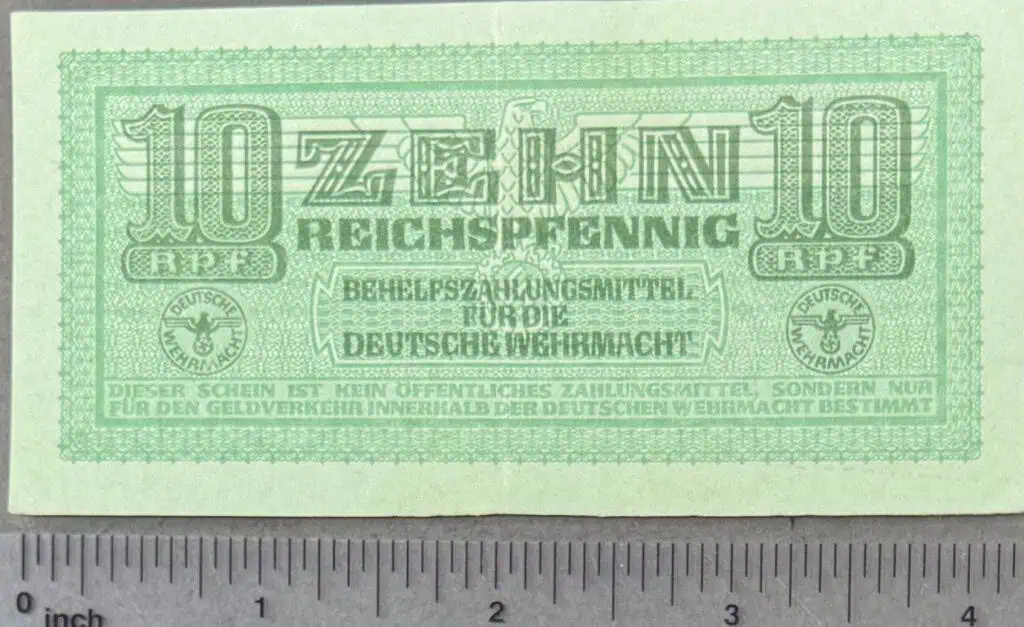 10 ZEHN 10
REICHSPFENNIG
RPF RPF
BEHELFSZAHLUNGSMITTEL
FÜR DIE
DEUTSCHE WEHRMACHT
DEUTSCHE WEHRMACHT
DEUTSCHE WEHRMACHT
DIESER SCHEIN IST KEIN ÖFFENTLICHES ZAHLUNGSMITTEL, SONDERN NUR
FÜR DEN GELDVERKEHR INNERHALB DER DEUTSCHEN WEHRMACHT BESTIMMT
0 1 2 3 4
inch